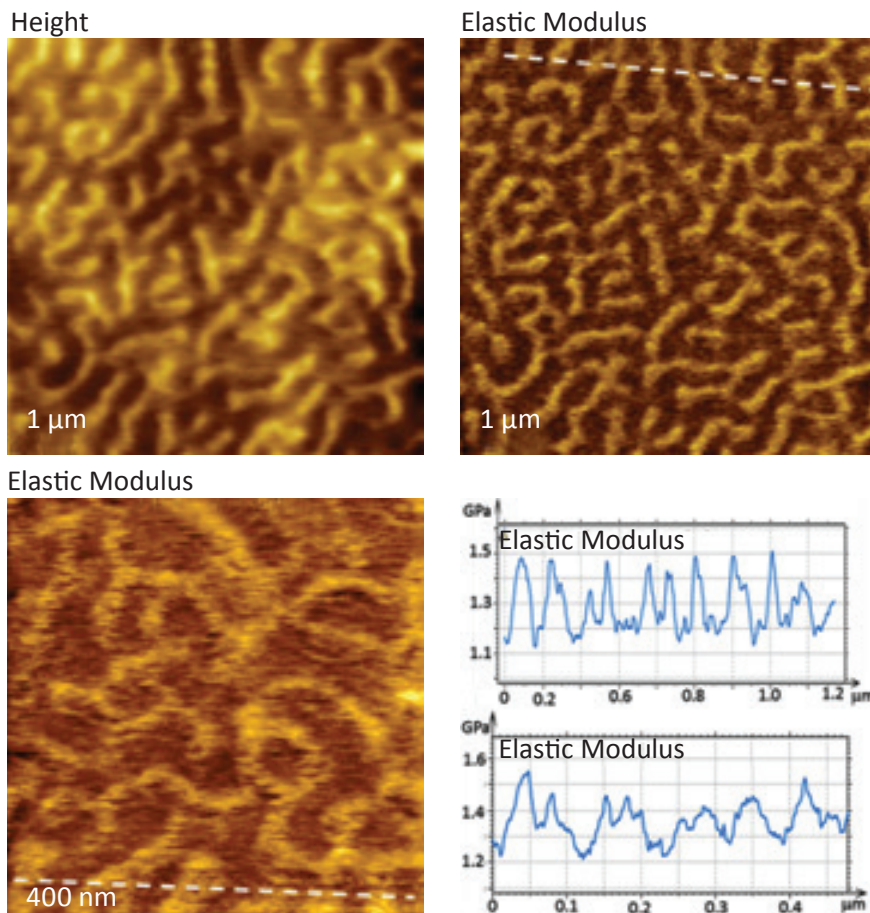 Height
Elastic Modulus
1 µm
1 µm
Elastic Modulus
400 nm
GPa
Elastic Modulus
1.5
1.3
1.1
0 0.2 0.6 0.8 1.0 1.2 µm
GPa
Elastic Modulus
1.6
1.4
1.2
0 0.1 0.2 0.3 0.4 µm